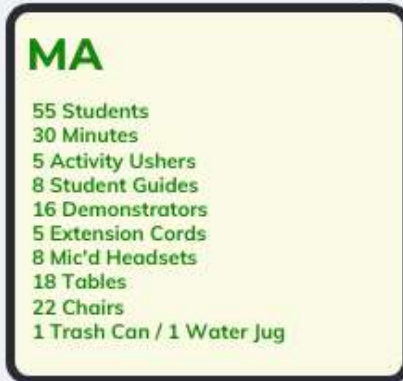 MA
55 Students
30 Minutes
5 Activity Ushers
8 Student Guides
16 Demonstrators
5 Extension Cords
8 Mic'd Headsets
18 Tables
22 Chairs
1 Trash Can / 1 Water Jug